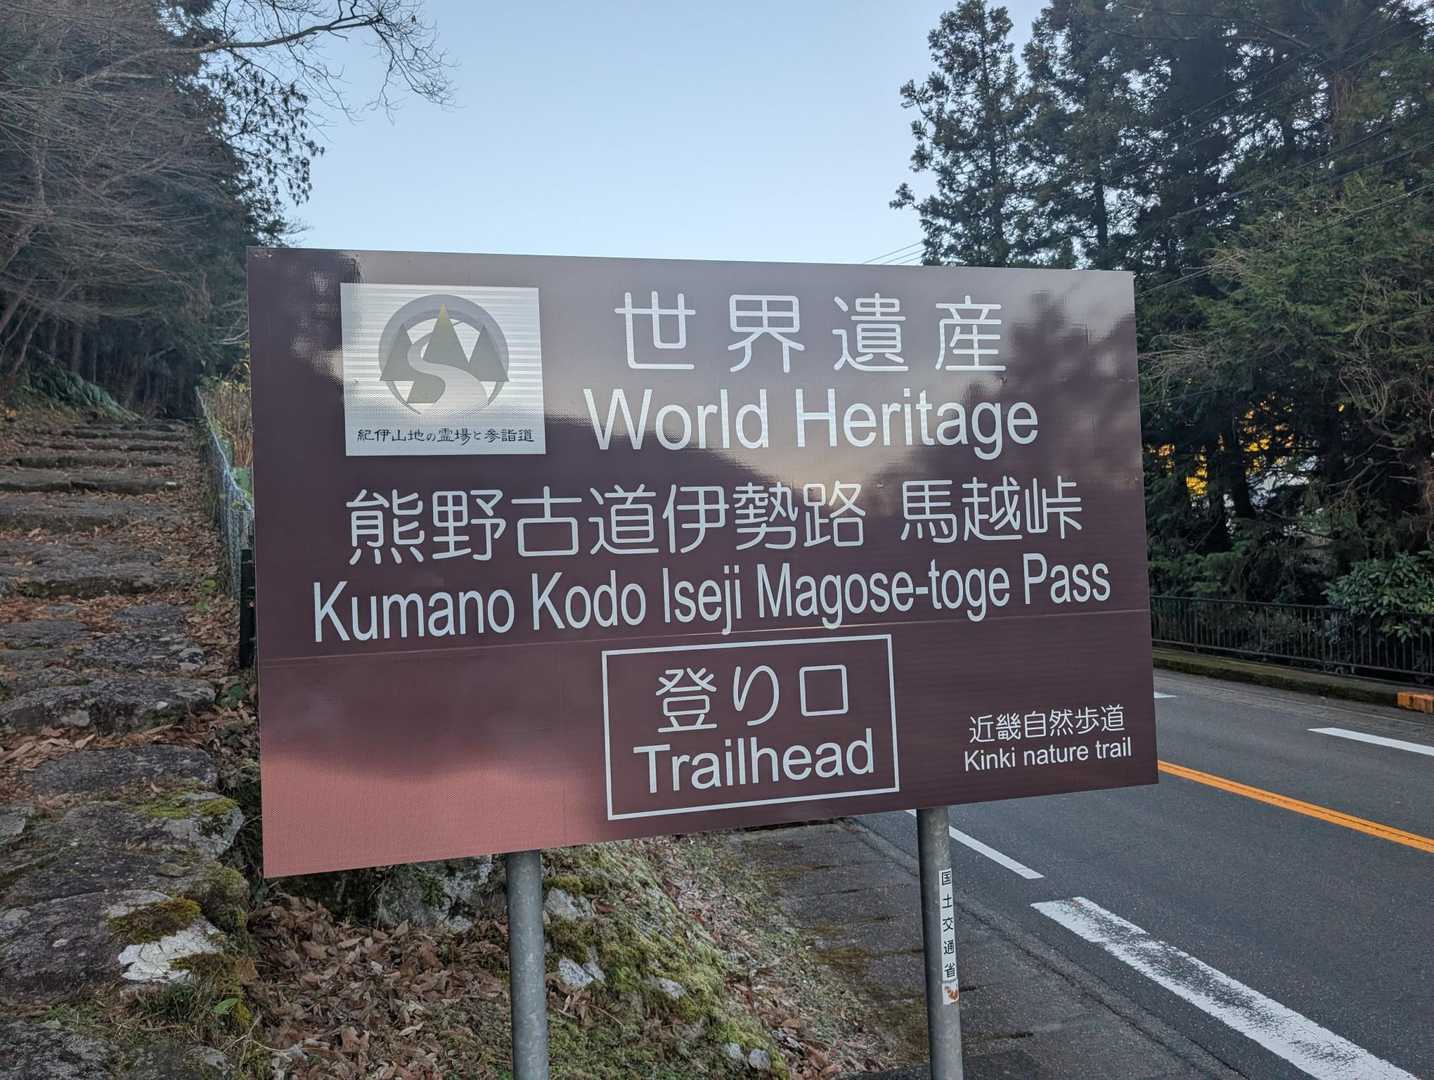 世界遺産
World Heritage
紀伊山地の霊場と参詣道
熊野古道伊勢路 馬越峠
Kumano Kodo Iseji Magose-toge Pass
登り口
Trailhead
近畿自然歩道
Kinki nature trail
国土交通省